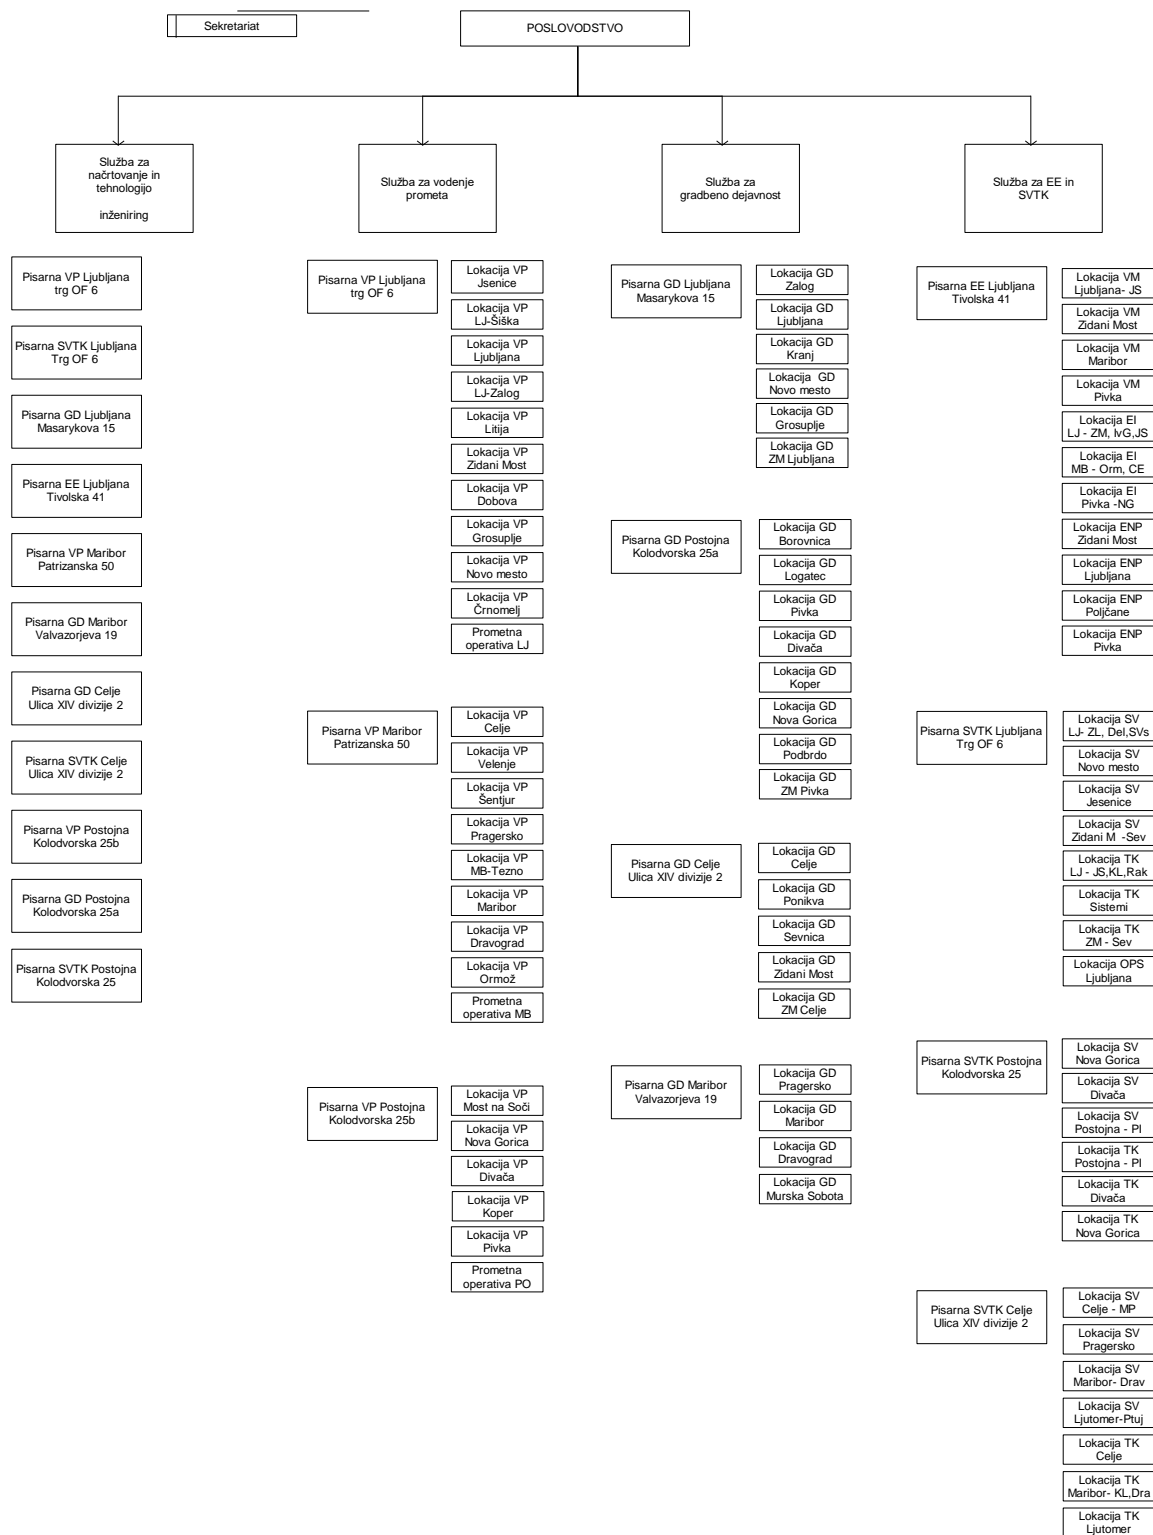 Sekretariat
POSLOVODSTVO
Služba za
načrtovanje in
tehnologijo
inženiring
Služba za vodenje
prometa
Služba za
gradbeno dejavnost
Služba za EE in
SVTK
Pisarna VP Ljubljana
trg OF 6
Pisarna SVTK Ljubljana
Trg OF 6
Pisarna GD Ljubljana
Masarykova 15
Pisarna EE Ljubljana
Tivolska 41
Pisarna VP Maribor
Patrizanska 50
Pisarna GD Maribor
Valvazorjeva 19
Pisarna GD Celje
Ulica XIV divizije 2
Pisarna SVTK Celje
Ulica XIV divizije 2
Pisarna VP Postojna
Kolodvorska 25b
Pisarna GD Postojna
Kolodvorska 25a
Pisarna SVTK Postojna
Kolodvorska 25
Pisarna VP Ljubljana
trg OF 6
Lokacija VP
Jsenice
Lokacija VP
LJ-Šiška
Lokacija VP
Ljubljana
Lokacija VP
LJ-Zalog
Lokacija VP
Litija
Lokacija VP
Zidani Most
Lokacija VP
Dobova
Lokacija VP
Grosuplje
Lokacija VP
Novo mesto
Lokacija VP
Črnomelj
Prometna
operativa LJ
Pisarna VP Maribor
Patrizanska 50
Lokacija VP
Celje
Lokacija VP
Velenje
Lokacija VP
Šentjur
Lokacija VP
Pragersko
Lokacija VP
MB-Tezno
Lokacija VP
Maribor
Lokacija VP
Dravograd
Lokacija VP
Ormož
Prometna
operativa MB
Pisarna VP Postojna
Kolodvorska 25b
Lokacija VP
Most na Soči
Lokacija VP
Nova Gorica
Lokacija VP
Divača
Lokacija VP
Koper
Lokacija VP
Pivka
Prometna
operativa PO
Pisarna GD Ljubljana
Masarykova 15
Lokacija GD
Zalog
Lokacija GD
Ljubljana
Lokacija GD
Kranj
Lokacija GD
Novo mesto
Lokacija GD
Grosuplje
Lokacija GD
ZM Ljubljana
Pisarna GD Postojna
Kolodvorska 25a
Lokacija GD
Borovnica
Lokacija GD
Logatec
Lokacija GD
Pivka
Lokacija GD
Divača
Lokacija GD
Koper
Lokacija GD
Nova Gorica
Lokacija GD
Podbrdo
Lokacija GD
ZM Pivka
Pisarna GD Celje
Ulica XIV divizije 2
Lokacija GD
Celje
Lokacija GD
Ponikva
Lokacija GD
Sevnica
Lokacija GD
Zidani Most
Lokacija GD
ZM Celje
Pisarna GD Maribor
Valvazorjeva 19
Lokacija GD
Pragersko
Lokacija GD
Maribor
Lokacija GD
Dravograd
Lokacija GD
Murska Sobota
Pisarna EE Ljubljana
Tivolska 41
Lokacija VM
Ljubljana- JS
Lokacija VM
Zidani Most
Lokacija VM
Maribor
Lokacija VM
Pivka
Lokacija EI
LJ - ZM, IvG,JS
Lokacija EI
MB - Orm, CE
Lokacija EI
Pivka -NG
Lokacija ENP
Zidani Most
Lokacija ENP
Ljubljana
Lokacija ENP
Poljčane
Lokacija ENP
Pivka
Pisarna SVTK Ljubljana
Trg OF 6
Lokacija SV
LJ- ZL, Del,SVs
Lokacija SV
Novo mesto
Lokacija SV
Jesenice
Lokacija SV
Zidani M -Sev
Lokacija TK
LJ - JS,KL,Rak
Lokacija TK
Sistemi
Lokacija TK
ZM - Sev
Lokacija OPS
Ljubljana
Pisarna SVTK Postojna
Kolodvorska 25
Lokacija SV
Nova Gorica
Lokacija SV
Divača
Lokacija SV
Postojna - Pl
Lokacija TK
Postojna - Pl
Lokacija TK
Divača
Lokacija TK
Nova Gorica
Pisarna SVTK Celje
Ulica XIV divizije 2
Lokacija SV
Celje - MP
Lokacija SV
Pragersko
Lokacija SV
Maribor- Drav
Lokacija SV
Ljutomer-Ptuj
Lokacija TK
Celje
Lokacija TK
Maribor- KL,Dra
Lokacija TK
Ljutomer